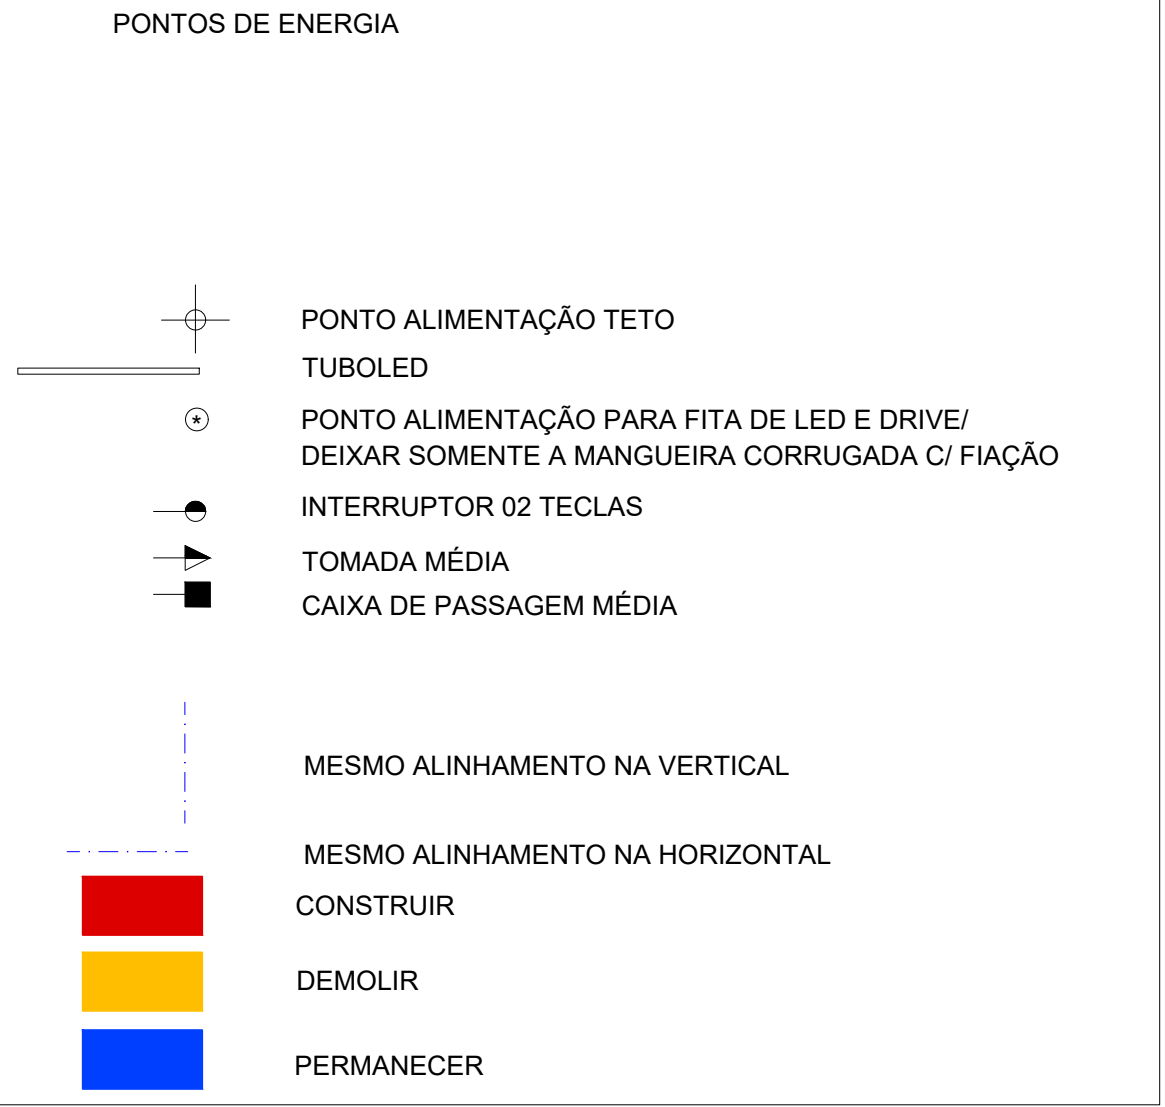 PONTOS DE ENERGIA
PONTO ALIMENTAÇÃO TETO
TUBOLED
PONTO ALIMENTAÇÃO PARA FITA DE LED E DRIVE/
DEIXAR SOMENTE A MANGUEIRA CORRUGADA C/ FIAÇÃO
INTERRUPTOR 02 TECLAS
TOMADA MÉDIA
CAIXA DE PASSAGEM MÉDIA
MESMO ALINHAMENTO NA VERTICAL
MESMO ALINHAMENTO NA HORIZONTAL
CONSTRUIR
DEMOLIR
PERMANECER